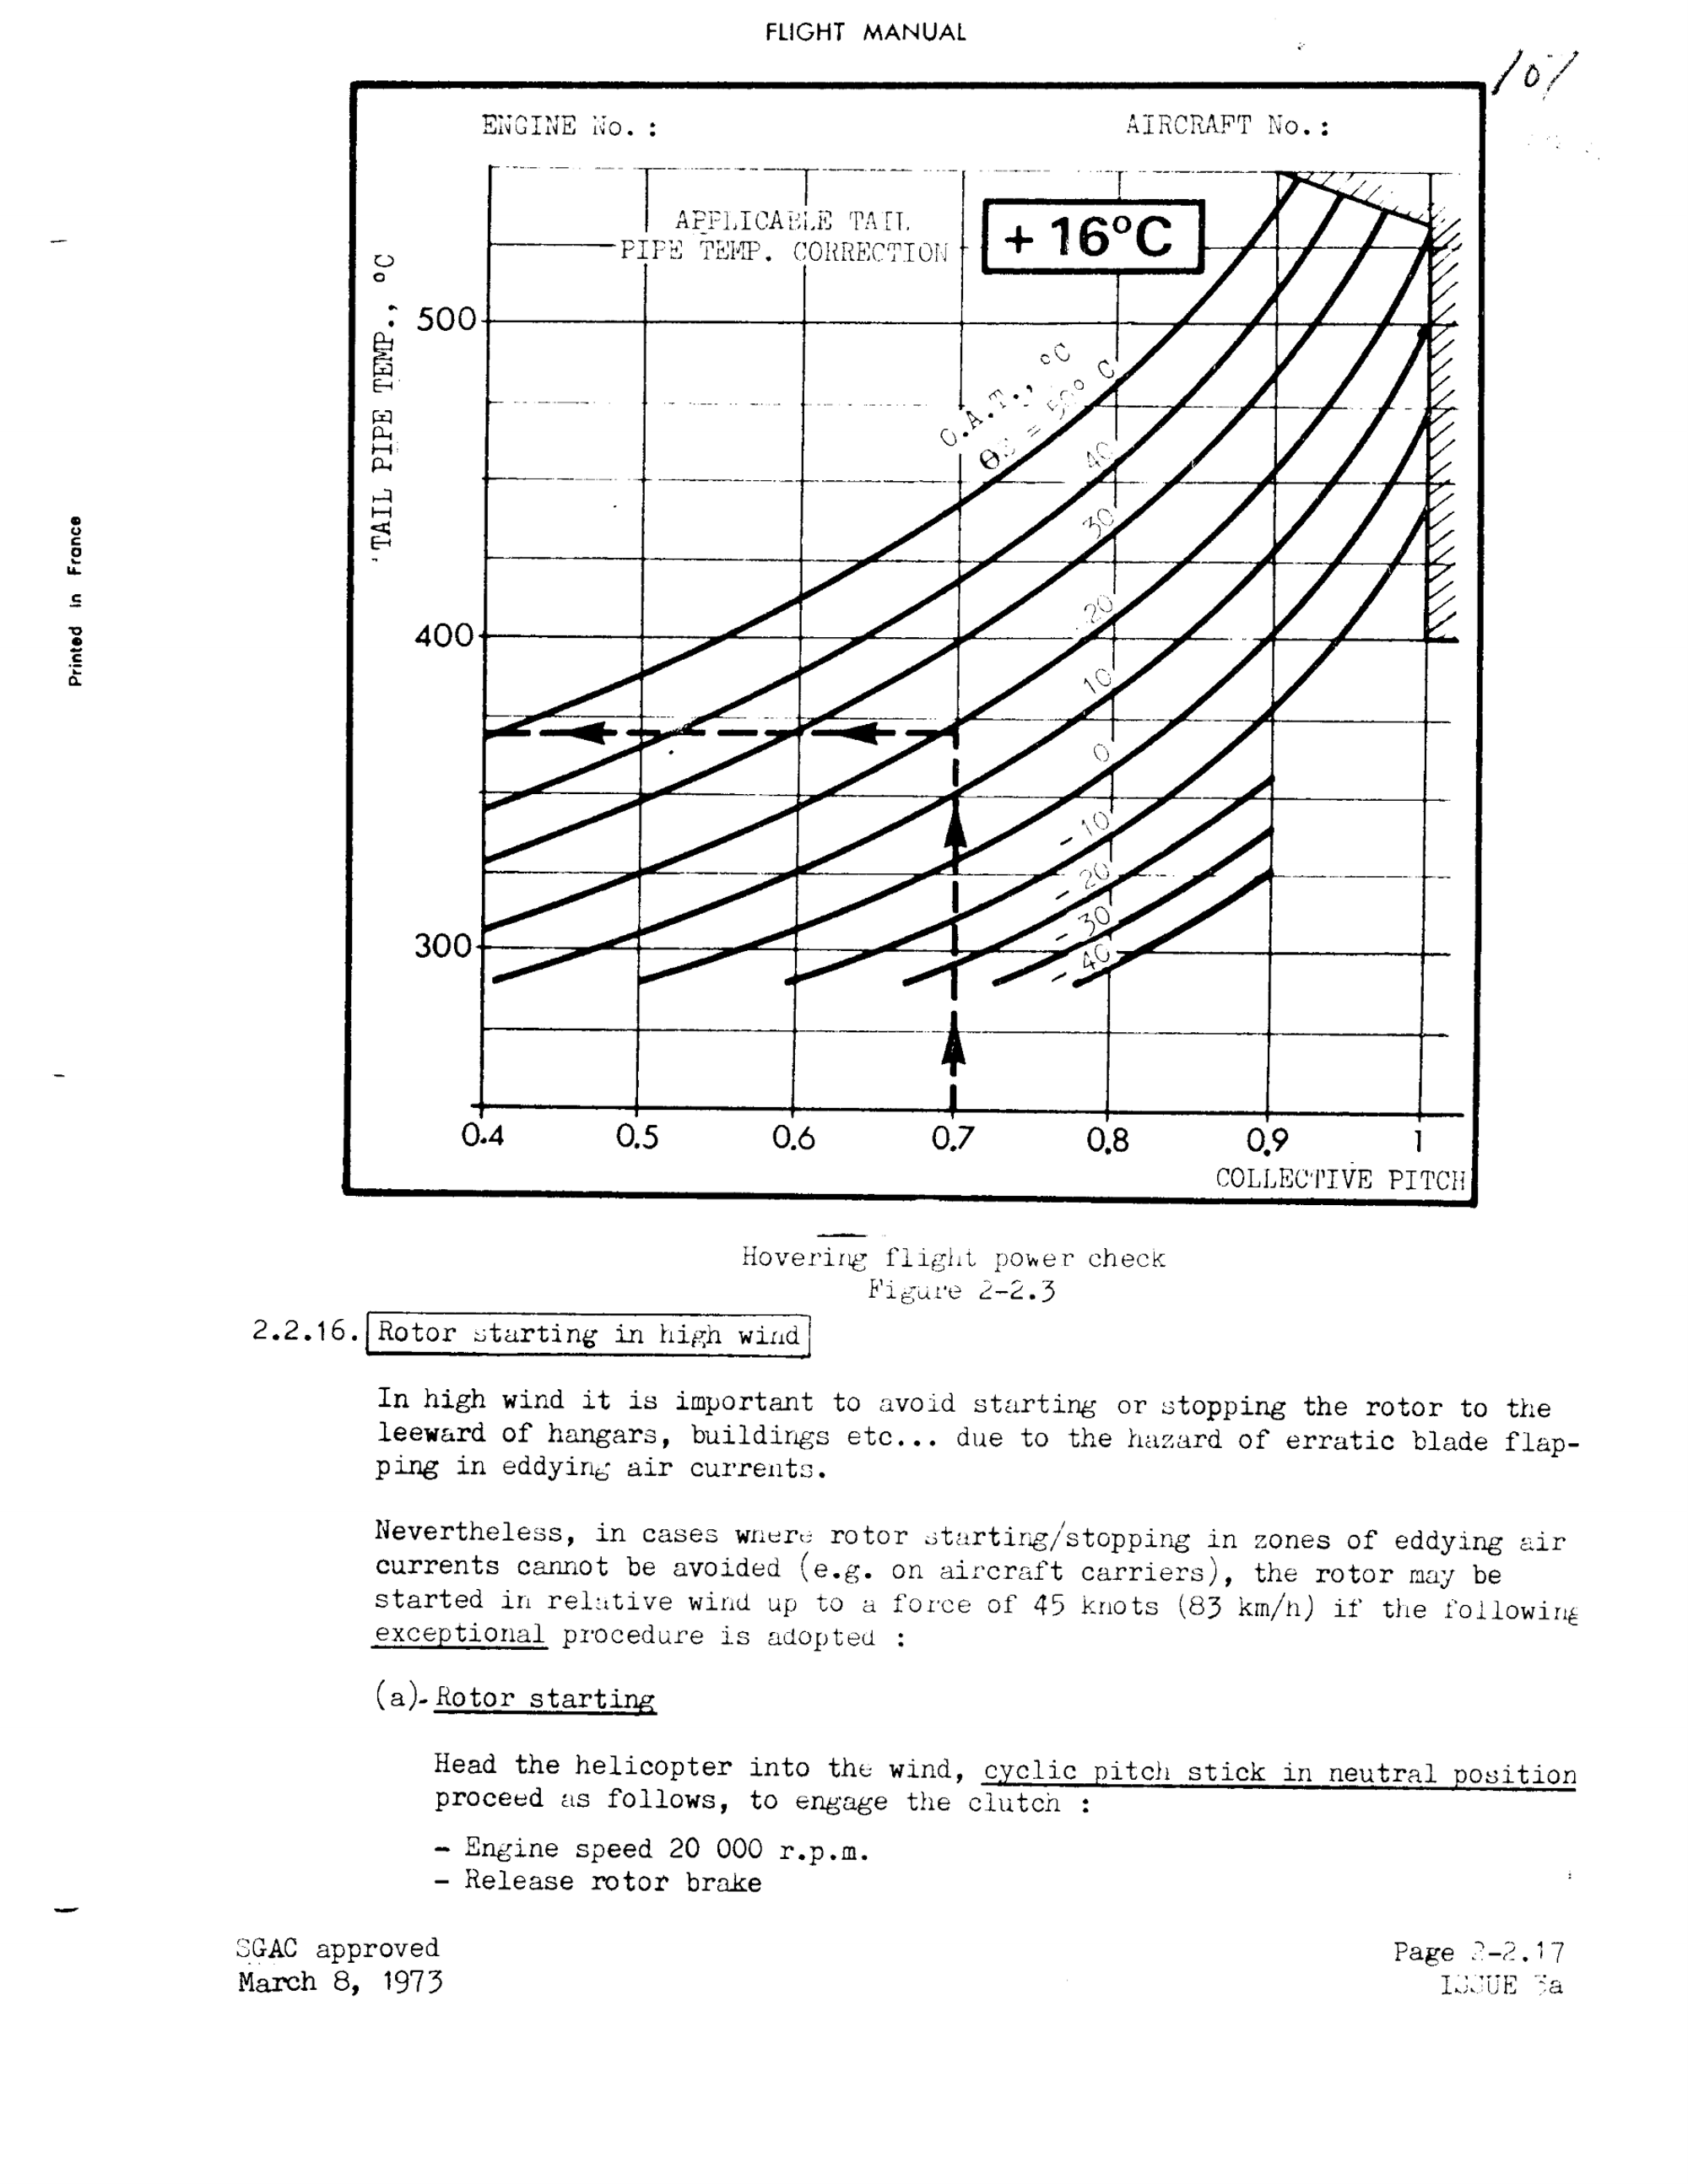 FLIGHT MANUAL
101
ENGINE No. :
AIRCRAFT No.:
APPLICABLE TAIL
PIPE TEMP. CORRECTION
+ 16°C
TAIL PIPE TEMP., °C
500
400
300
O.A.T., °C
= 50° C
40
30
20
10
0
- 10
- 20
- 30
- 40
0.4 0.5 0.6 0.7 0.8 0.9 1
COLLECTIVE PITCH
Printed in France
Hovering flight power check
Figure 2-2.3
2.2.16. Rotor starting in high wind
In high wind it is important to avoid starting or stopping the rotor to the
leeward of hangars, buildings etc... due to the hazard of erratic blade flap-
ping in eddying air currents.
Nevertheless, in cases where rotor starting/stopping in zones of eddying air
currents cannot be avoided (e.g. on aircraft carriers), the rotor may be
started in relative wind up to a force of 45 knots (83 km/h) if the following
exceptional procedure is adopted :
(a)- Rotor starting
Head the helicopter into the wind, cyclic pitch stick in neutral position
proceed as follows, to engage the clutch :
- Engine speed 20 000 r.p.m.
- Release rotor brake
SGAC approved
March 8, 1973
Page 2-2.17
ISSUE 3a